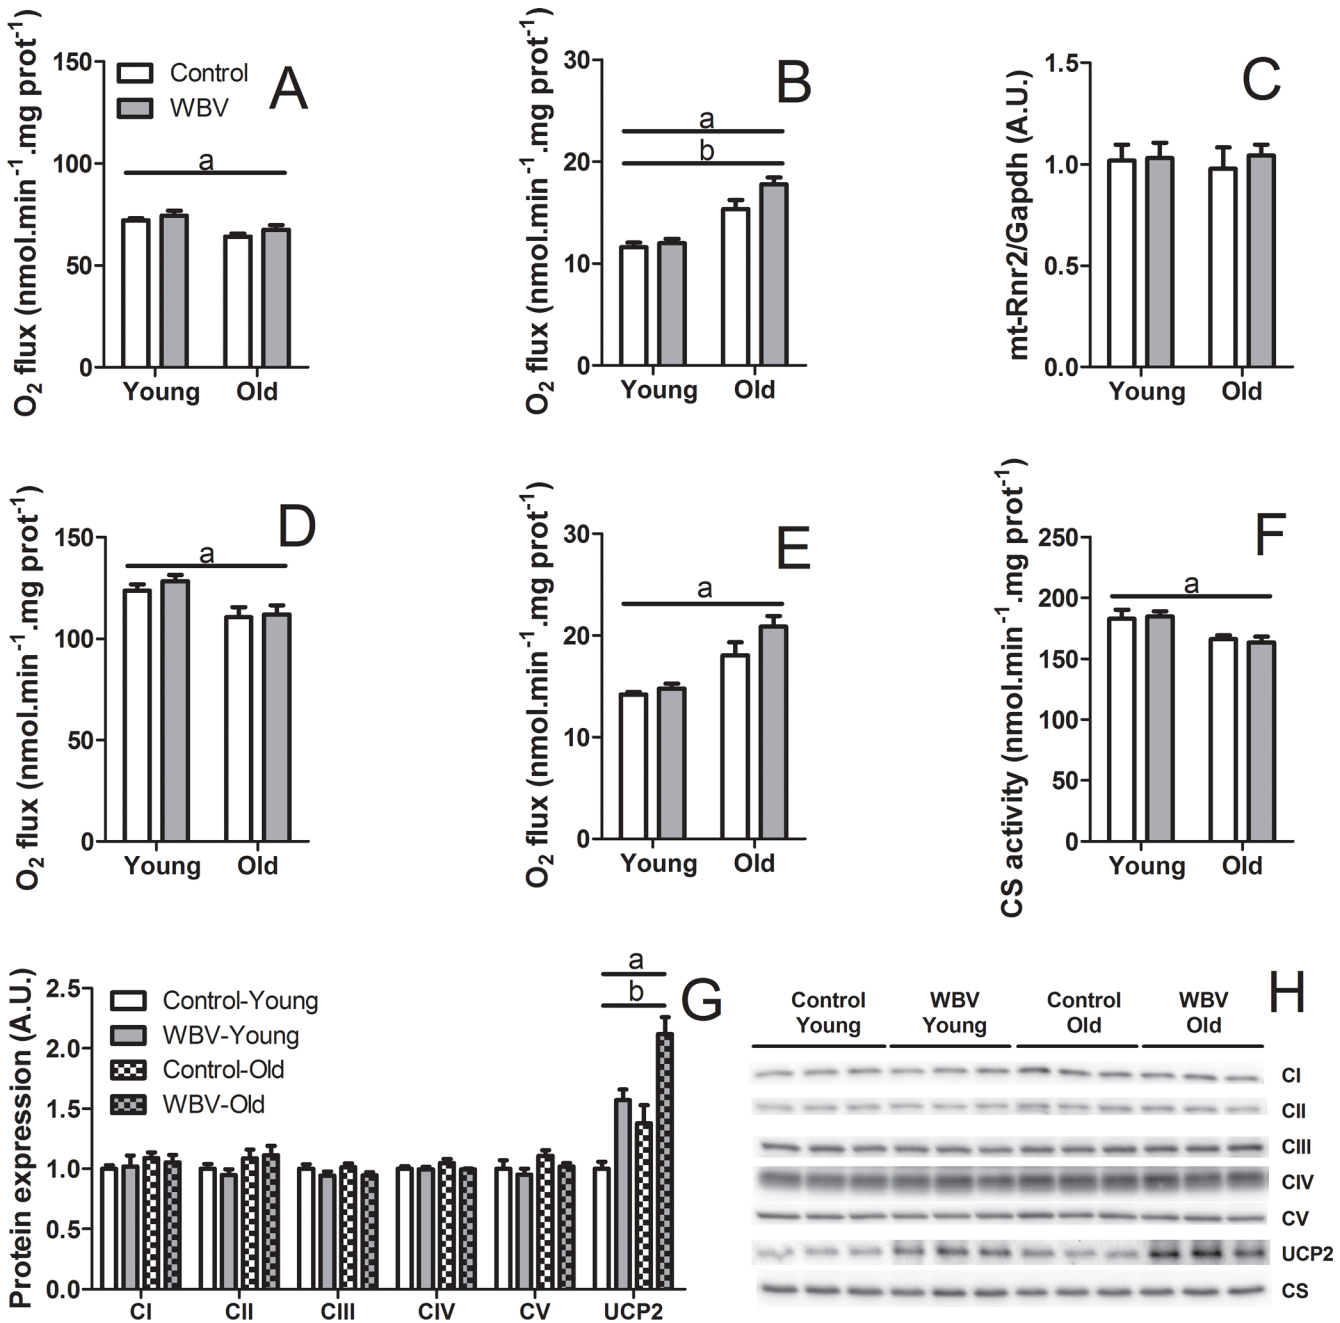 A
O2 flux (nmol.min-1.mg prot-1)
150
100
50
0
Control
WBV
a
Young Old
B
O2 flux (nmol.min-1.mg prot-1)
30
20
10
0
a
b
Young Old
C
mt-Rnr2/Gapdh (A.U.)
1.5
1.0
0.5
0.0
Young Old
D
O2 flux (nmol.min-1.mg prot-1)
150
100
50
0
a
Young Old
E
O2 flux (nmol.min-1.mg prot-1)
30
20
10
0
a
Young Old
F
CS activity (nmol.min-1.mg prot-1)
250
200
150
100
50
0
a
Young Old
G
Protein expression (A.U.)
2.5
2.0
1.5
1.0
0.5
0.0
Control-Young
WBV-Young
Control-Old
WBV-Old
a
b
CI CII CIII CIV CV UCP2
H
Control WBV Control WBV
Young Young Old Old
CI
CII
CIII
CIV
CV
UCP2
CS